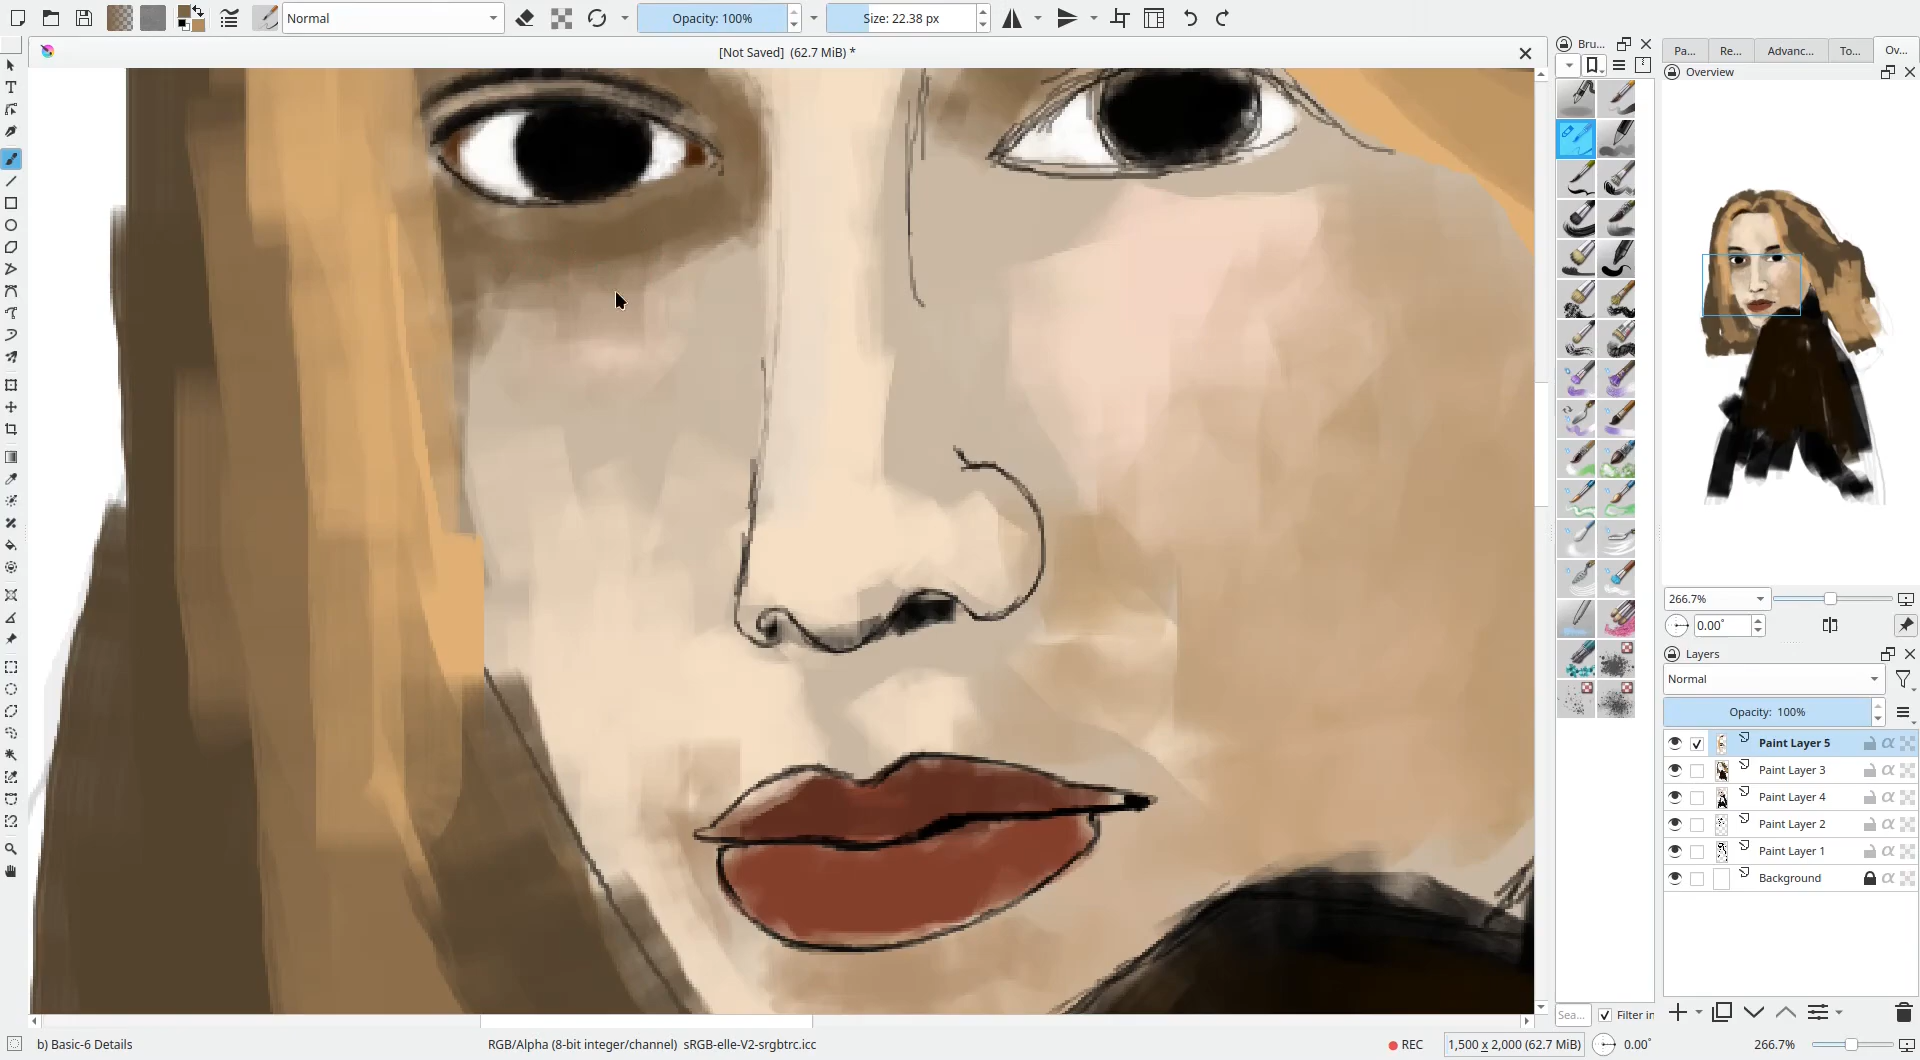 Normal
Opacity: 100%
Size: 22.38 px
[Not Saved] (62.7 MiB) *
Bru...
Pa...
Re...
Advanc...
To...
Ov...
Overview
266.7%
0.00°
Layers
Normal
Opacity: 100%
Paint Layer 5
Paint Layer 3
Paint Layer 4
Paint Layer 2
Paint Layer 1
Background
Sea...
Filter in
b) Basic-6 Details
RGB/Alpha (8-bit integer/channel) sRGB-elle-V2-srgbtrc.icc
REC
1,500 x 2,000 (62.7 MiB)
0.00°
266.7%